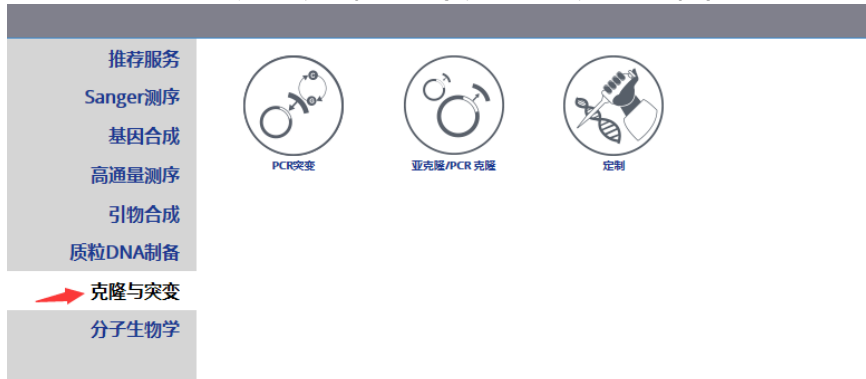 推荐服务
Sanger测序
基因合成
高通量测序
引物合成
质粒DNA制备
克隆与突变
分子生物学
PCR突变
亚克隆/PCR 克隆
定制